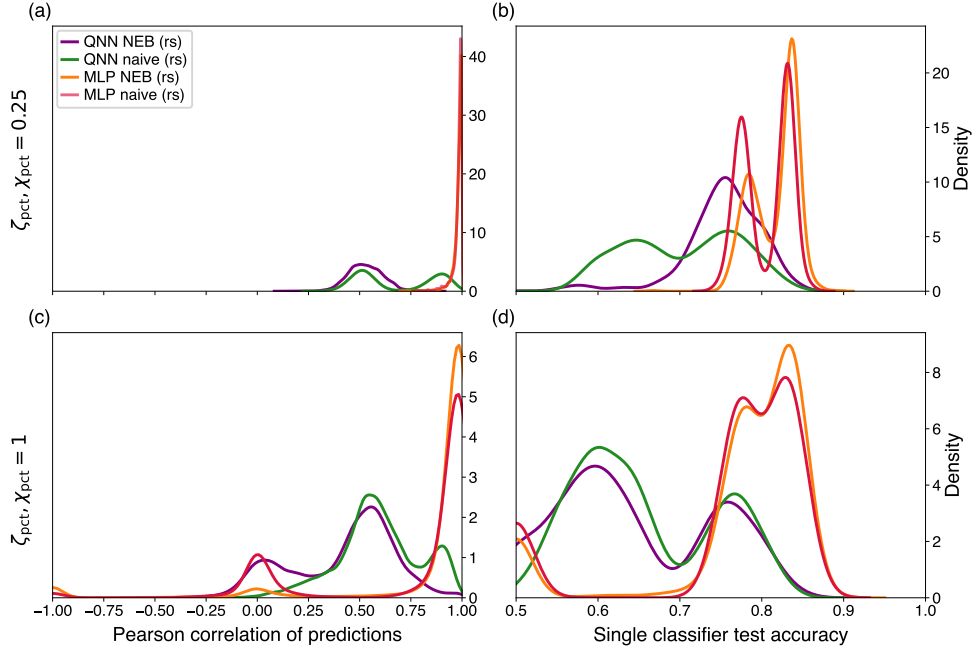 (a)
(b)
QNN NEB (rs)
QNN naive (rs)
MLP NEB (rs)
MLP naive (rs)
ζpct, χpct = 0.25
0
10
20
30
40
0
5
10
15
20
Density
(c)
(d)
ζpct, χpct = 1
0
1
2
3
4
5
6
0
2
4
6
8
Density
−1.00 −0.75 −0.50 −0.25 0.00 0.25 0.50 0.75 1.00
0.5 0.6 0.7 0.8 0.9 1.0
Pearson correlation of predictions
Single classifier test accuracy